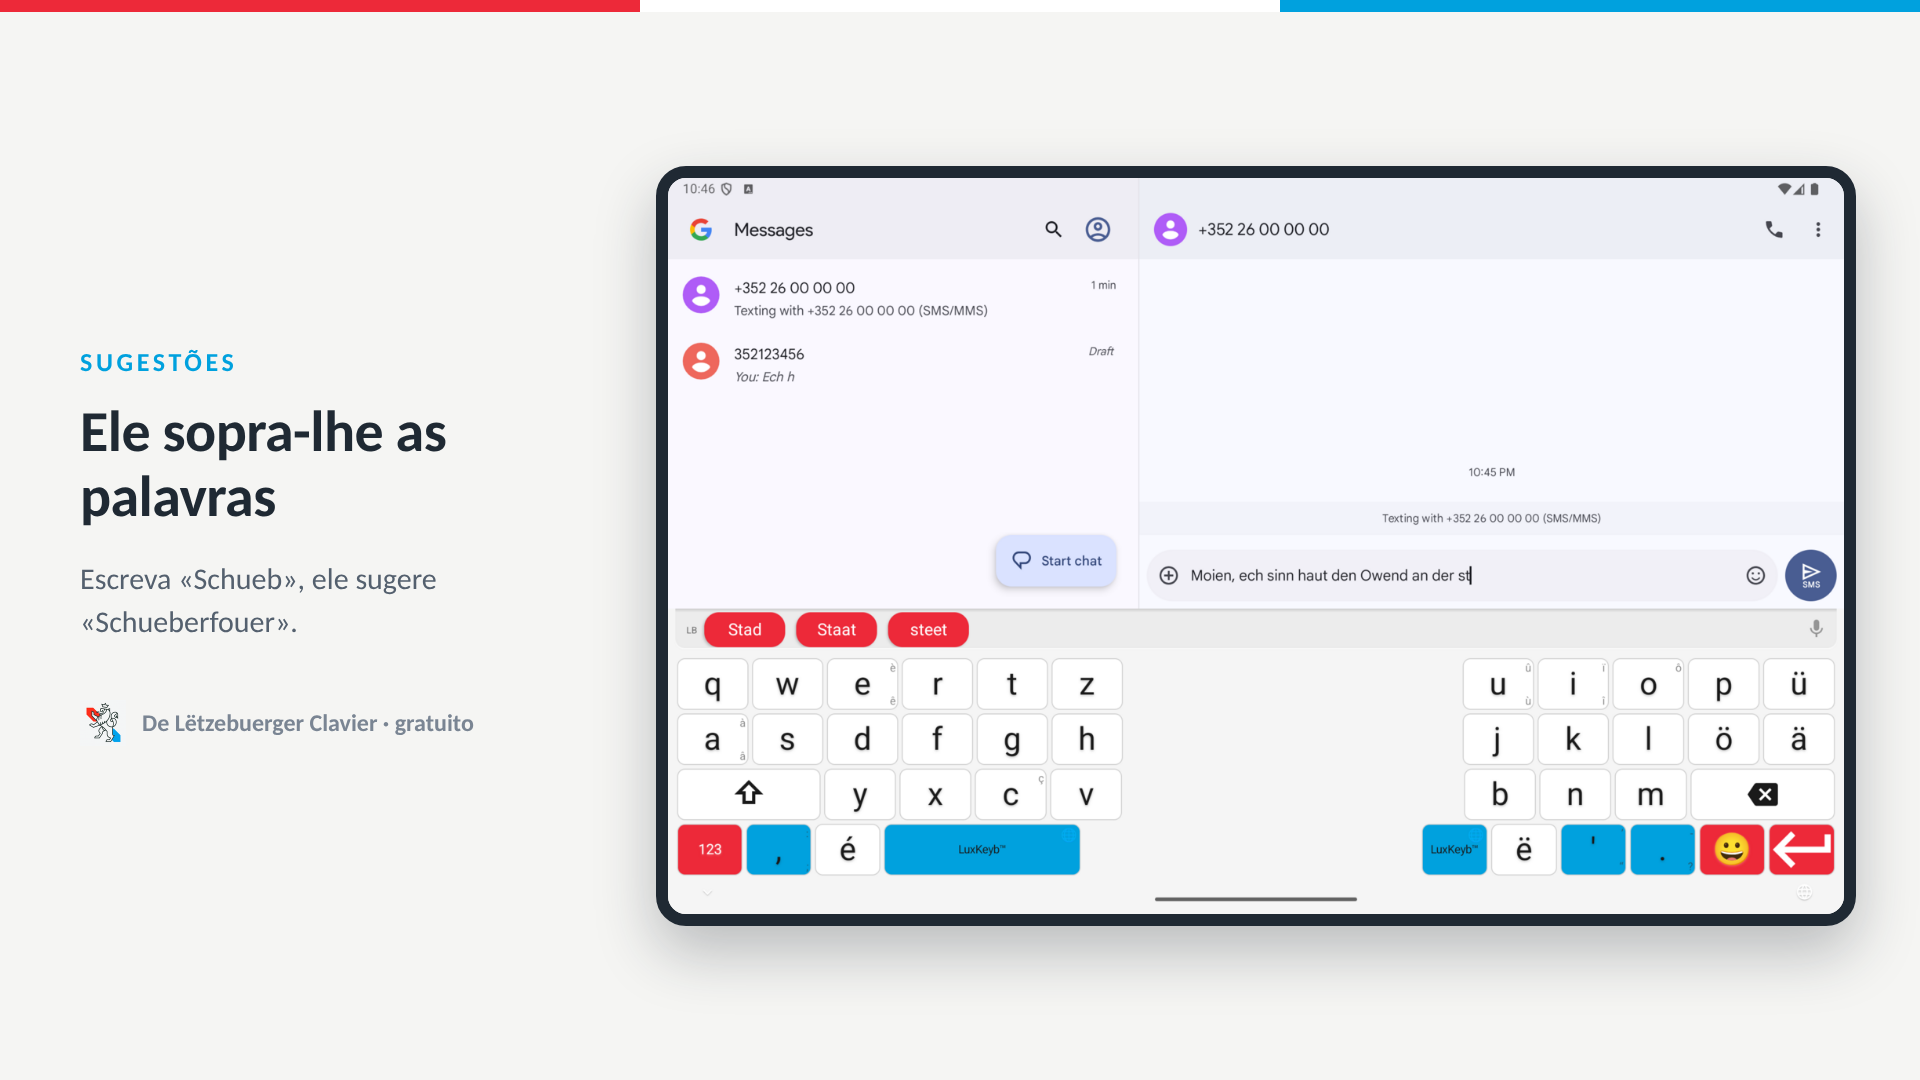 SUGESTÕES
Ele sopra-lhe as
palavras
Escreva «Schueb», ele sugere
«Schueberfouer».
De Lëtzebuerger Clavier · gratuito
10:46
Messages
+352 26 00 00 00
1 min
Texting with +352 26 00 00 00 (SMS/MMS)
352123456
Draft
You: Ech h
Start chat
+352 26 00 00 00
10:45 PM
Texting with +352 26 00 00 00 (SMS/MMS)
Moien, ech sinn haut den Owend an der st
SMS
LB Stad Staat steet
q w e è ê r t z u û ù i ï î o ô p ü
a à â s d f g h j k l ö ä
y x c ç v b n m
123 , é LuxKeyb™ LuxKeyb™ ë ' .